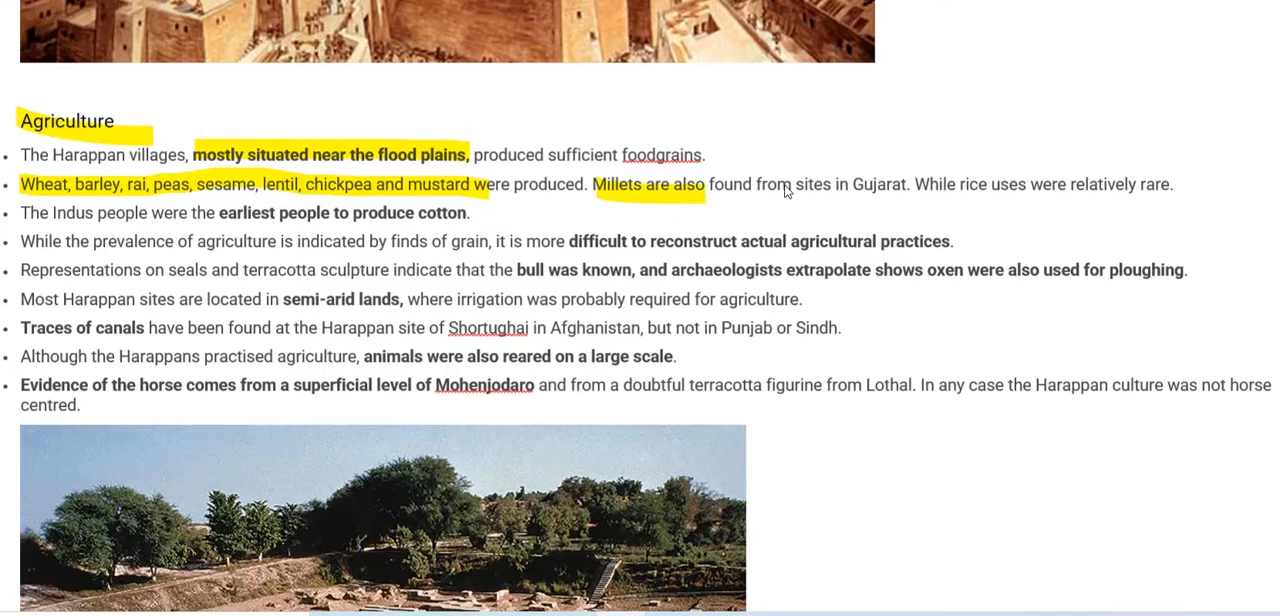 Agriculture
• The Harappan villages, mostly situated near the flood plains, produced sufficient foodgrains.
• Wheat, barley, rai, peas, sesame, lentil, chickpea and mustard were produced. Millets are also found from sites in Gujarat. While rice uses were relatively rare.
• The Indus people were the earliest people to produce cotton.
• While the prevalence of agriculture is indicated by finds of grain, it is more difficult to reconstruct actual agricultural practices.
• Representations on seals and terracotta sculpture indicate that the bull was known, and archaeologists extrapolate shows oxen were also used for ploughing.
• Most Harappan sites are located in semi-arid lands, where irrigation was probably required for agriculture.
• Traces of canals have been found at the Harappan site of Shortughai in Afghanistan, but not in Punjab or Sindh.
• Although the Harappans practised agriculture, animals were also reared on a large scale.
• Evidence of the horse comes from a superficial level of Mohenjodaro and from a doubtful terracotta figurine from Lothal. In any case the Harappan culture was not horse
centred.